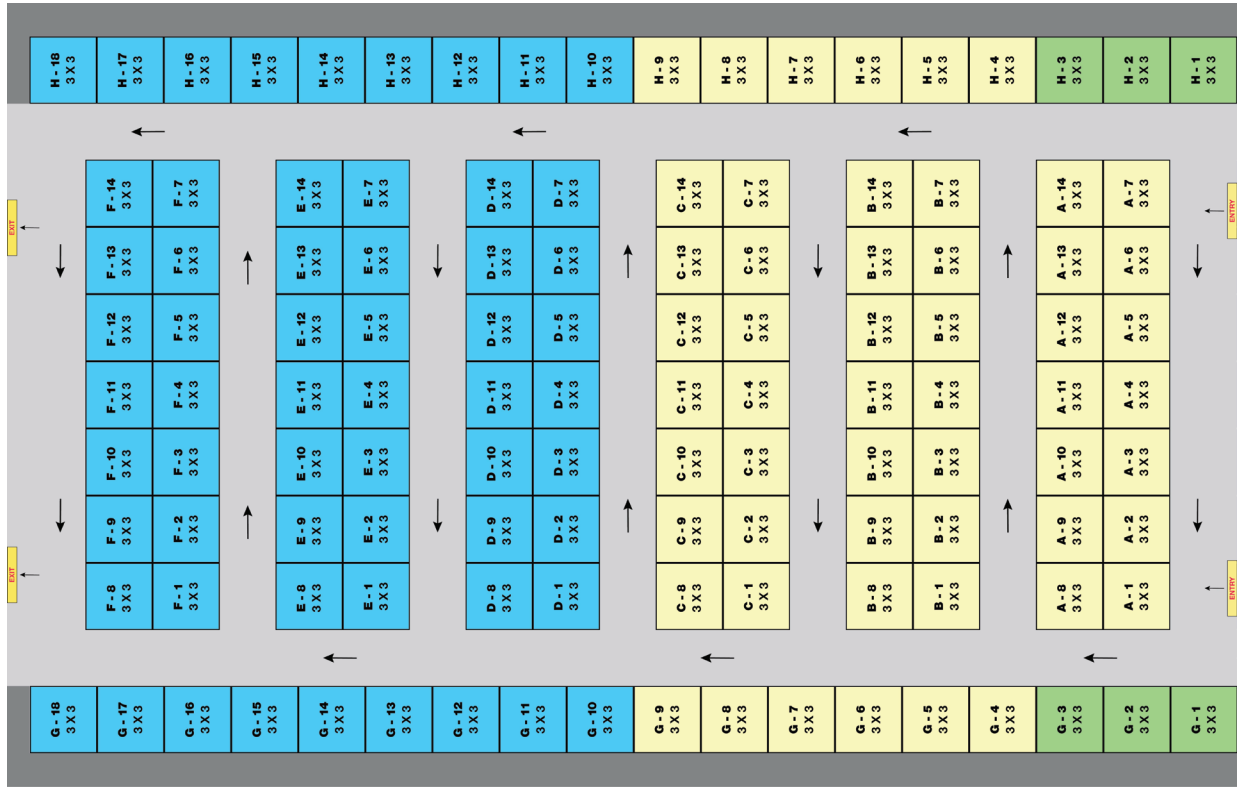 H - 18
3 X 3
H - 17
3 X 3
H - 16
3 X 3
H - 15
3 X 3
H - 14
3 X 3
H - 13
3 X 3
H - 12
3 X 3
H - 11
3 X 3
H - 10
3 X 3
H - 9
3 X 3
H - 8
3 X 3
H - 7
3 X 3
H - 6
3 X 3
H - 5
3 X 3
H - 4
3 X 3
H - 3
3 X 3
H - 2
3 X 3
H - 1
3 X 3
F - 14
3 X 3
F - 7
3 X 3
E - 14
3 X 3
E - 7
3 X 3
D - 14
3 X 3
D - 7
3 X 3
C - 14
3 X 3
C - 7
3 X 3
B - 14
3 X 3
B - 7
3 X 3
A - 14
3 X 3
A - 7
3 X 3
EXIT
ENTRY
F - 13
3 X 3
F - 6
3 X 3
E - 13
3 X 3
E - 6
3 X 3
D - 13
3 X 3
D - 6
3 X 3
C - 13
3 X 3
C - 6
3 X 3
B - 13
3 X 3
B - 6
3 X 3
A - 13
3 X 3
A - 6
3 X 3
F - 12
3 X 3
F - 5
3 X 3
E - 12
3 X 3
E - 5
3 X 3
D - 12
3 X 3
D - 5
3 X 3
C - 12
3 X 3
C - 5
3 X 3
B - 12
3 X 3
B - 5
3 X 3
A - 12
3 X 3
A - 5
3 X 3
F - 11
3 X 3
F - 4
3 X 3
E - 11
3 X 3
E - 4
3 X 3
D - 11
3 X 3
D - 4
3 X 3
C - 11
3 X 3
C - 4
3 X 3
B - 11
3 X 3
B - 4
3 X 3
A - 11
3 X 3
A - 4
3 X 3
F - 10
3 X 3
F - 3
3 X 3
E - 10
3 X 3
E - 3
3 X 3
D - 10
3 X 3
D - 3
3 X 3
C - 10
3 X 3
C - 3
3 X 3
B - 10
3 X 3
B - 3
3 X 3
A - 10
3 X 3
A - 3
3 X 3
F - 9
3 X 3
F - 2
3 X 3
E - 9
3 X 3
E - 2
3 X 3
D - 9
3 X 3
D - 2
3 X 3
C - 9
3 X 3
C - 2
3 X 3
B - 9
3 X 3
B - 2
3 X 3
A - 9
3 X 3
A - 2
3 X 3
EXIT
ENTRY
F - 8
3 X 3
F - 1
3 X 3
E - 8
3 X 3
E - 1
3 X 3
D - 8
3 X 3
D - 1
3 X 3
C - 8
3 X 3
C - 1
3 X 3
B - 8
3 X 3
B - 1
3 X 3
A - 8
3 X 3
A - 1
3 X 3
G - 18
3 X 3
G - 17
3 X 3
G - 16
3 X 3
G - 15
3 X 3
G - 14
3 X 3
G - 13
3 X 3
G - 12
3 X 3
G - 11
3 X 3
G - 10
3 X 3
G - 9
3 X 3
G - 8
3 X 3
G - 7
3 X 3
G - 6
3 X 3
G - 5
3 X 3
G - 4
3 X 3
G - 3
3 X 3
G - 2
3 X 3
G - 1
3 X 3